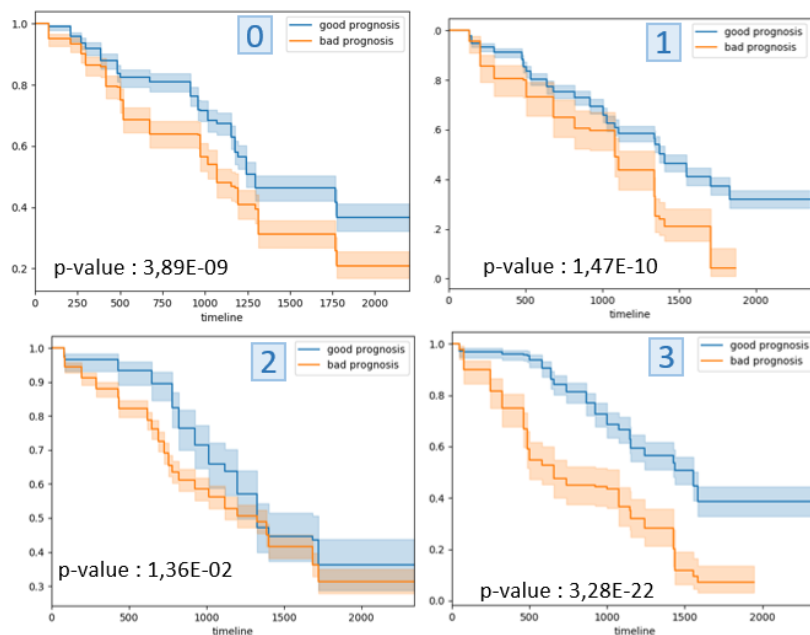 0
good prognosis
bad prognosis
1.0
0.8
0.6
0.4
0.2
p-value : 3,89E-09
0 250 500 750 1000 1250 1500 1750 2000
timeline
1
good prognosis
bad prognosis
.0
.8
.6
.4
.2
.0
p-value : 1,47E-10
0 500 1000 1500 2000
timeline
2
good prognosis
bad prognosis
1.0
0.9
0.8
0.7
0.6
0.5
0.4
0.3
p-value : 1,36E-02
0 500 1000 1500 2000
timeline
3
good prognosis
bad prognosis
1.0
0.8
0.6
0.4
0.2
0.0
p-value : 3,28E-22
0 500 1000 1500 2000
timeline